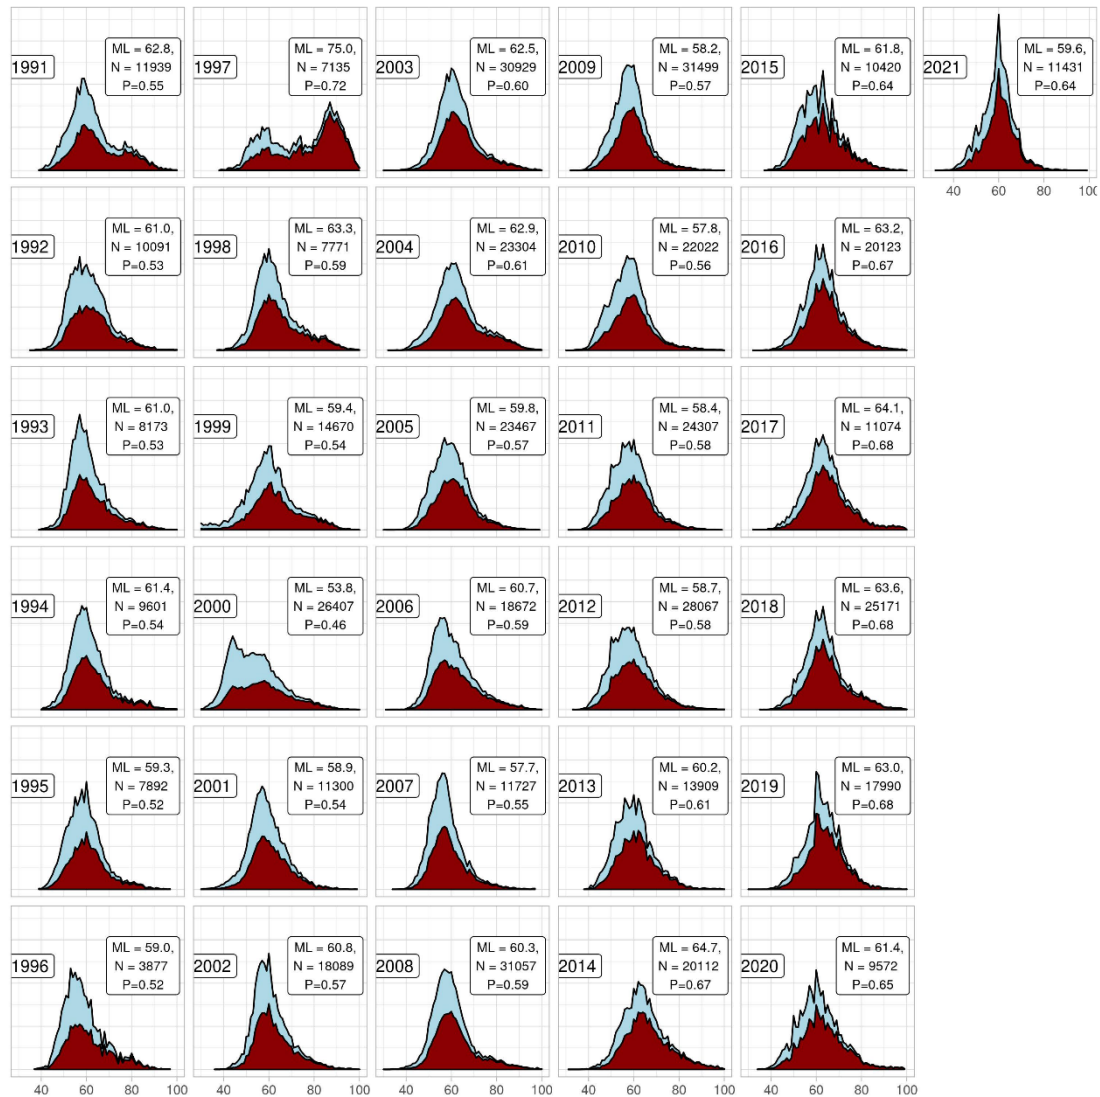 1991
ML = 62.8,
N = 11939
P=0.55
1997
ML = 75.0,
N = 7135
P=0.72
2003
ML = 62.5,
N = 30929
P=0.60
2009
ML = 58.2,
N = 31499
P=0.57
2015
ML = 61.8,
N = 10420
P=0.64
2021
ML = 59.6,
N = 11431
P=0.64
40 60 80 100
1992
ML = 61.0,
N = 10091
P=0.53
1998
ML = 63.3,
N = 7771
P=0.59
2004
ML = 62.9,
N = 23304
P=0.61
2010
ML = 57.8,
N = 22022
P=0.56
2016
ML = 63.2,
N = 20123
P=0.67
1993
ML = 61.0,
N = 8173
P=0.53
1999
ML = 59.4,
N = 14670
P=0.54
2005
ML = 59.8,
N = 23467
P=0.57
2011
ML = 58.4,
N = 24307
P=0.58
2017
ML = 64.1,
N = 11074
P=0.68
1994
ML = 61.4,
N = 9601
P=0.54
2000
ML = 53.8,
N = 26407
P=0.46
2006
ML = 60.7,
N = 18672
P=0.59
2012
ML = 58.7,
N = 28067
P=0.58
2018
ML = 63.6,
N = 25171
P=0.68
1995
ML = 59.3,
N = 7892
P=0.52
2001
ML = 58.9,
N = 11300
P=0.54
2007
ML = 57.7,
N = 11727
P=0.55
2013
ML = 60.2,
N = 13909
P=0.61
2019
ML = 63.0,
N = 17990
P=0.68
1996
ML = 59.0,
N = 3877
P=0.52
2002
ML = 60.8,
N = 18089
P=0.57
2008
ML = 60.3,
N = 31057
P=0.59
2014
ML = 64.7,
N = 20112
P=0.67
2020
ML = 61.4,
N = 9572
P=0.65
40 60 80 100 40 60 80 100 40 60 80 100 40 60 80 100 40 60 80 100